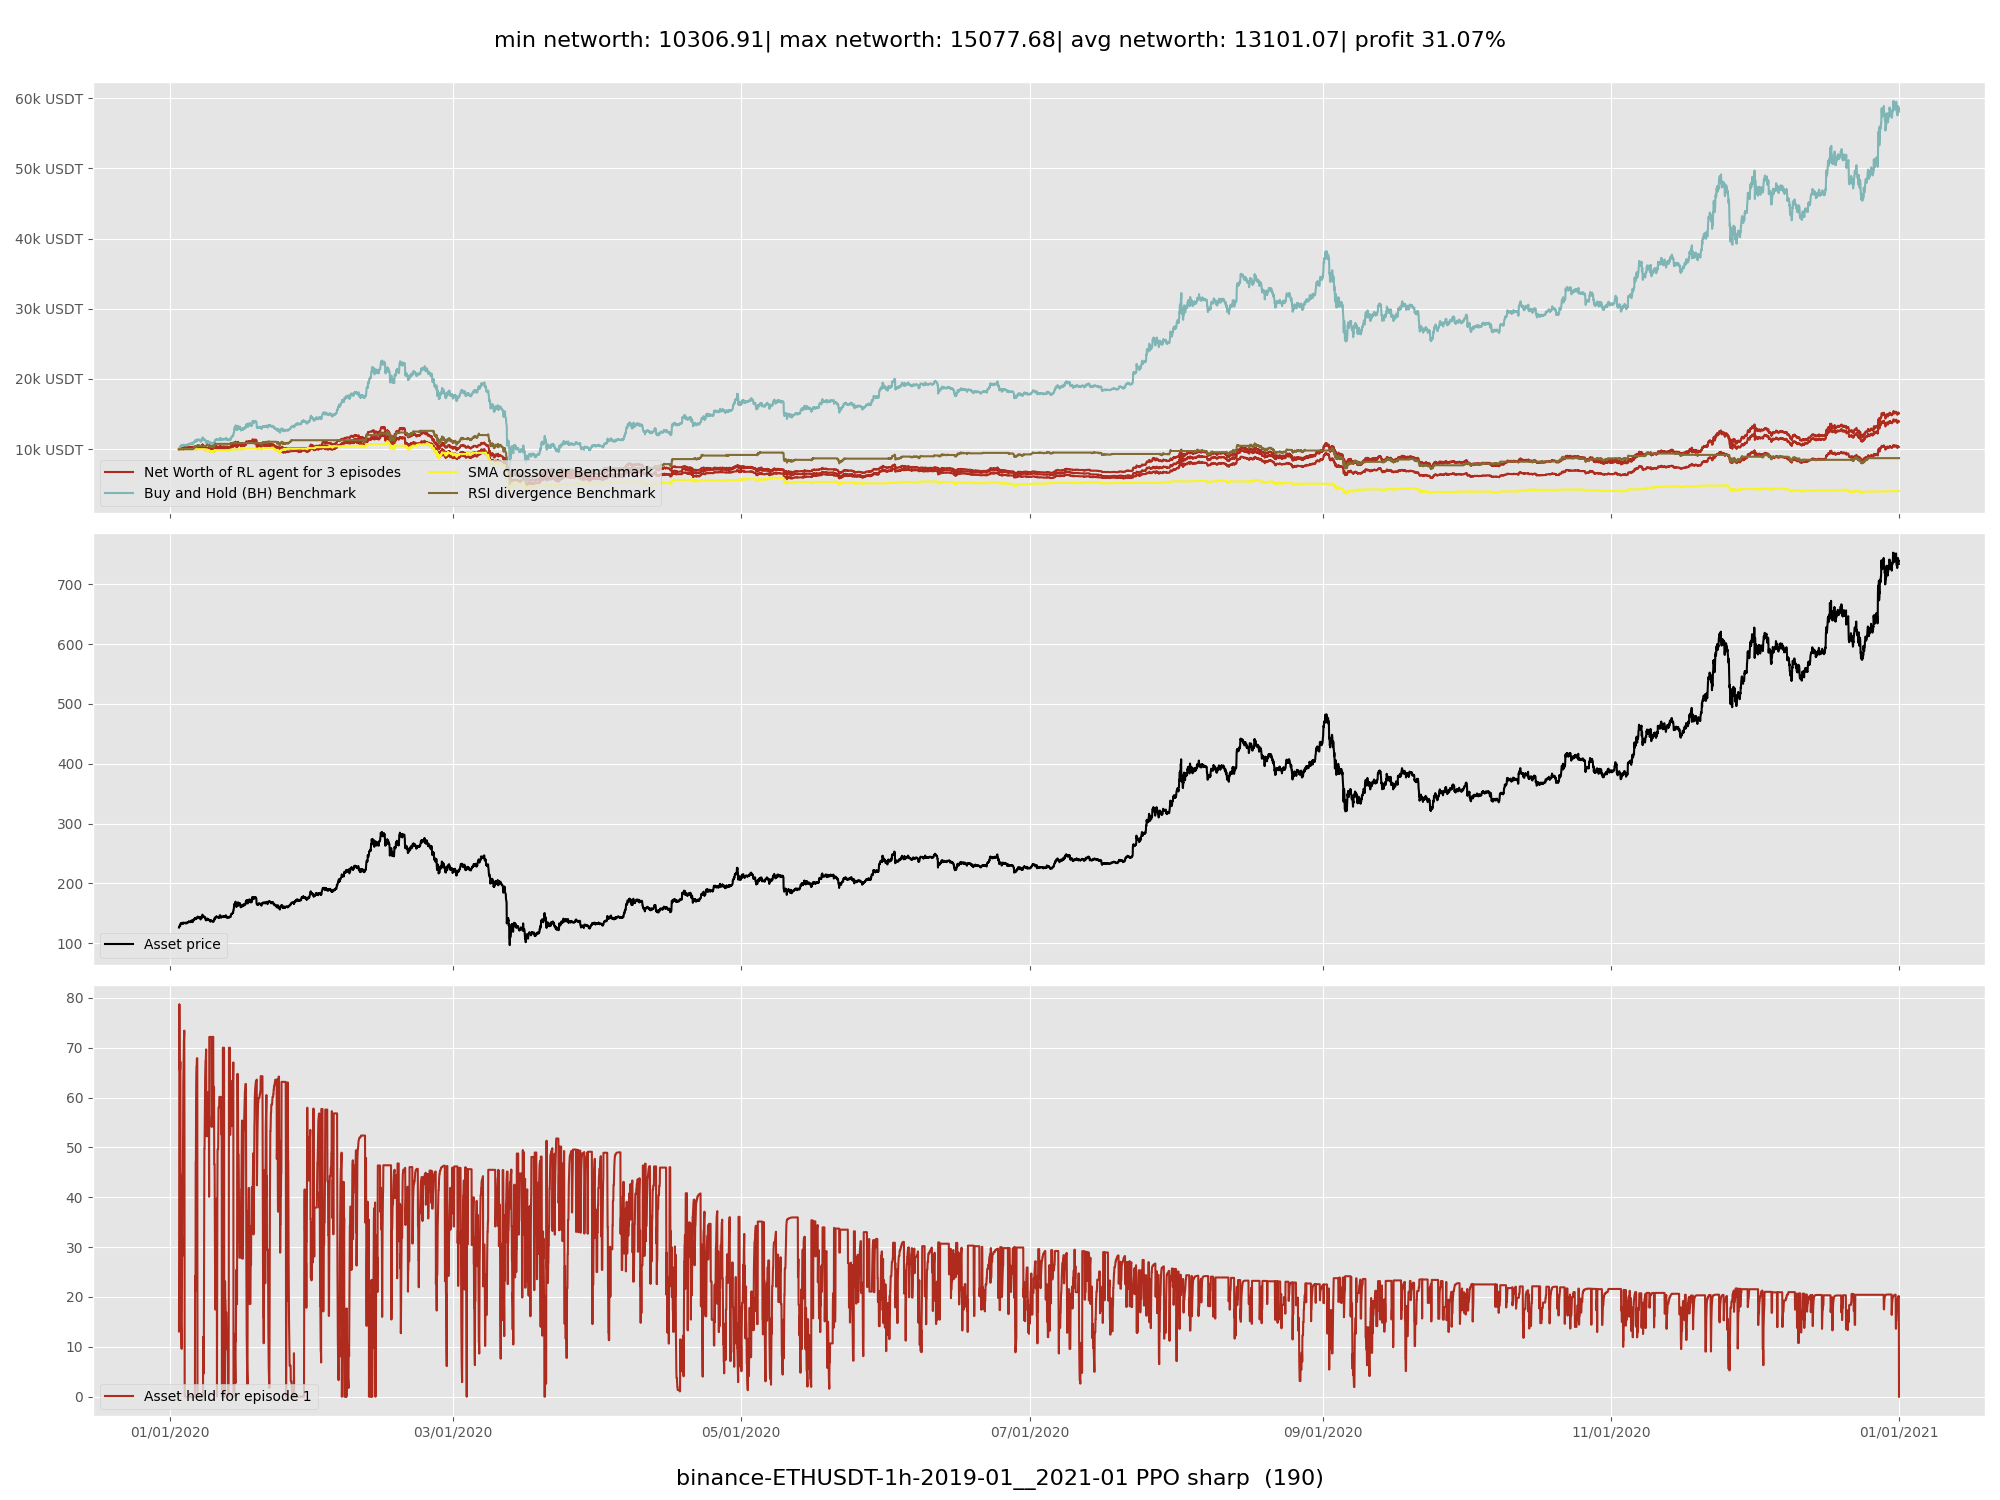 min networth: 10306.91| max networth: 15077.68| avg networth: 13101.07| profit 31.07%
60k USDT
50k USDT
40k USDT
30k USDT
20k USDT
10k USDT
Net Worth of RL agent for 3 episodes
Buy and Hold (BH) Benchmark
SMA crossover Benchmark
RSI divergence Benchmark
700
600
500
400
300
200
100
Asset price
80
70
60
50
40
30
20
10
0
Asset held for episode 1
01/01/2020 03/01/2020 05/01/2020 07/01/2020 09/01/2020 11/01/2020 01/01/2021
binance-ETHUSDT-1h-2019-01__2021-01 PPO sharp (190)